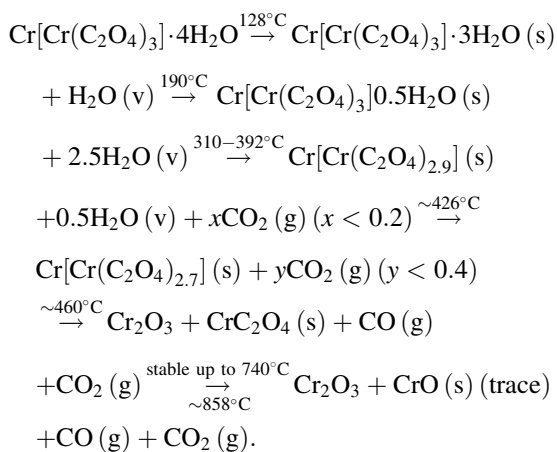 Cr[Cr(C₂O₄)₃]·4H₂O →^{128°C} Cr[Cr(C₂O₄)₃]·3H₂O (s)
+ H₂O (v) →^{190°C} Cr[Cr(C₂O₄)₃]0.5H₂O (s)
+ 2.5H₂O (v) →^{310−392°C} Cr[Cr(C₂O₄)₂.₉] (s)
+0.5H₂O (v) + xCO₂ (g) (x < 0.2) →^{∼426°C}
Cr[Cr(C₂O₄)₂.₇] (s) + yCO₂ (g) (y < 0.4)
→^{∼460°C} Cr₂O₃ + CrC₂O₄ (s) + CO (g)
+CO₂ (g) →^{stable up to 740°C}_{∼858°C} Cr₂O₃ + CrO (s) (trace)
+CO (g) + CO₂ (g).